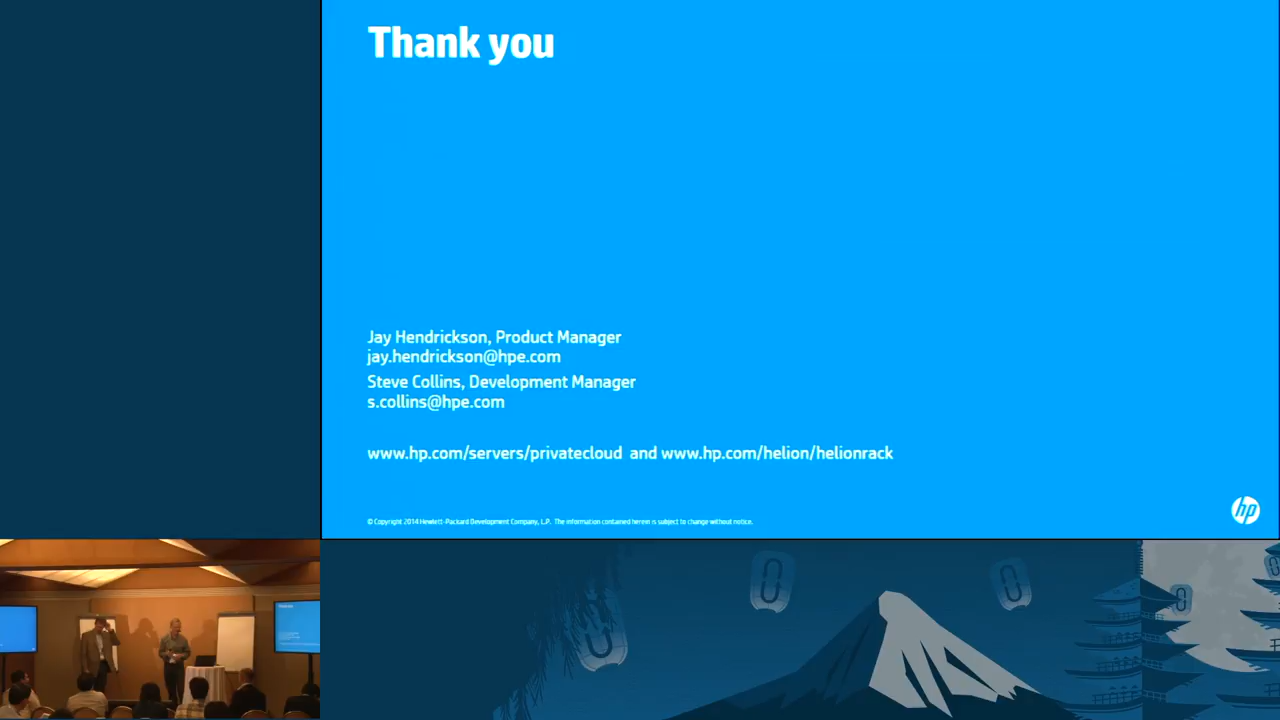 Thank you
Jay Hendrickson, Product Manager
jay.hendrickson@hpe.com
Steve Collins, Development Manager
s.collins@hpe.com
www.hp.com/servers/privatecloud and www.hp.com/helion/helionrack
© Copyright 2014 Hewlett-Packard Development Company, L.P. The information contained herein is subject to change without notice.
hp